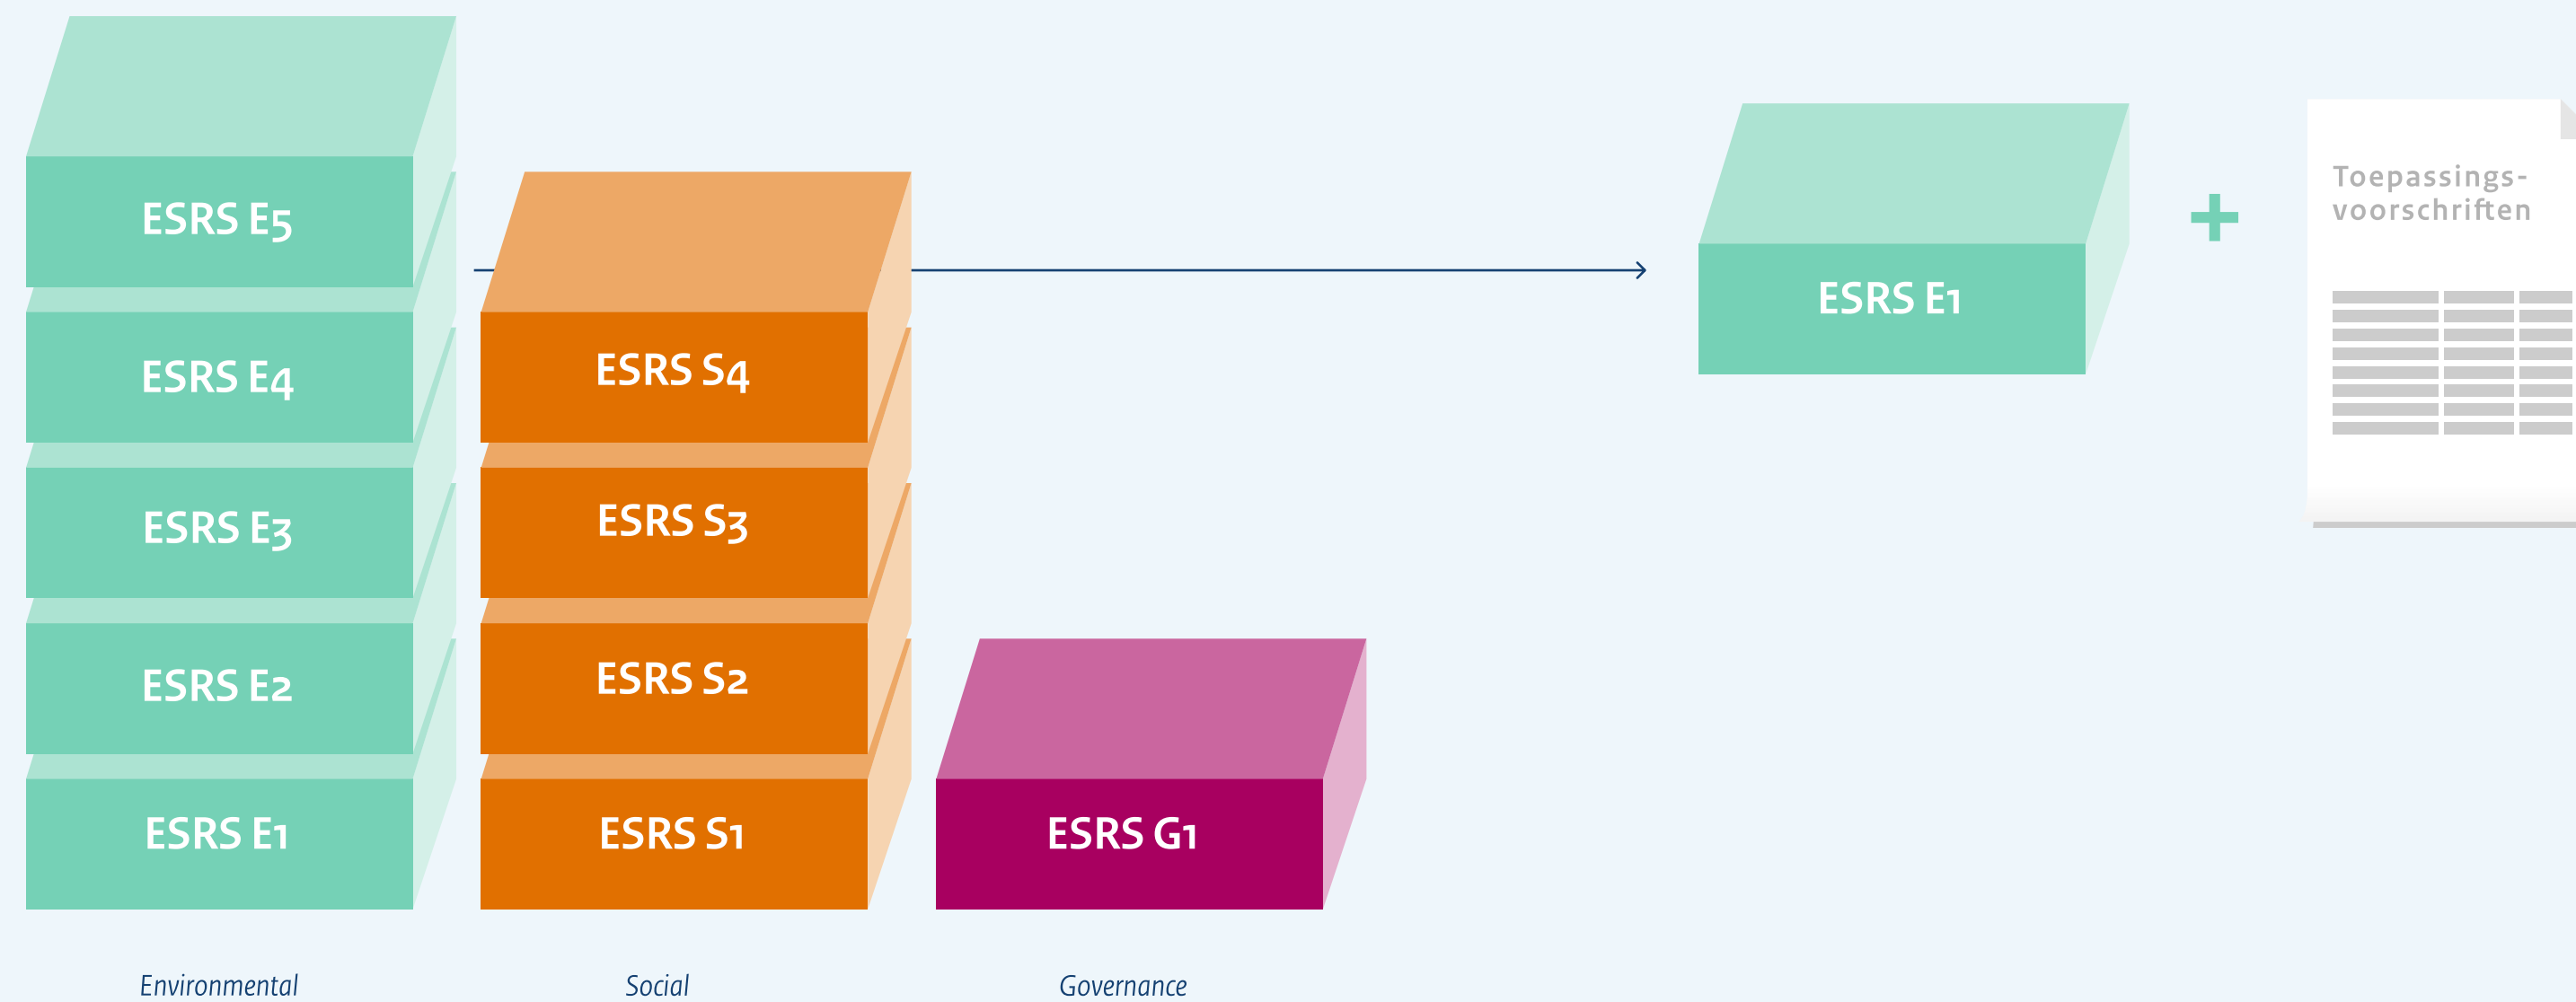 ESRS E5
ESRS E4
ESRS E3
ESRS E2
ESRS E1
Environmental
ESRS S4
ESRS S3
ESRS S2
ESRS S1
Social
ESRS G1
Governance
ESRS E1
+
Toepassings-
voorschriften